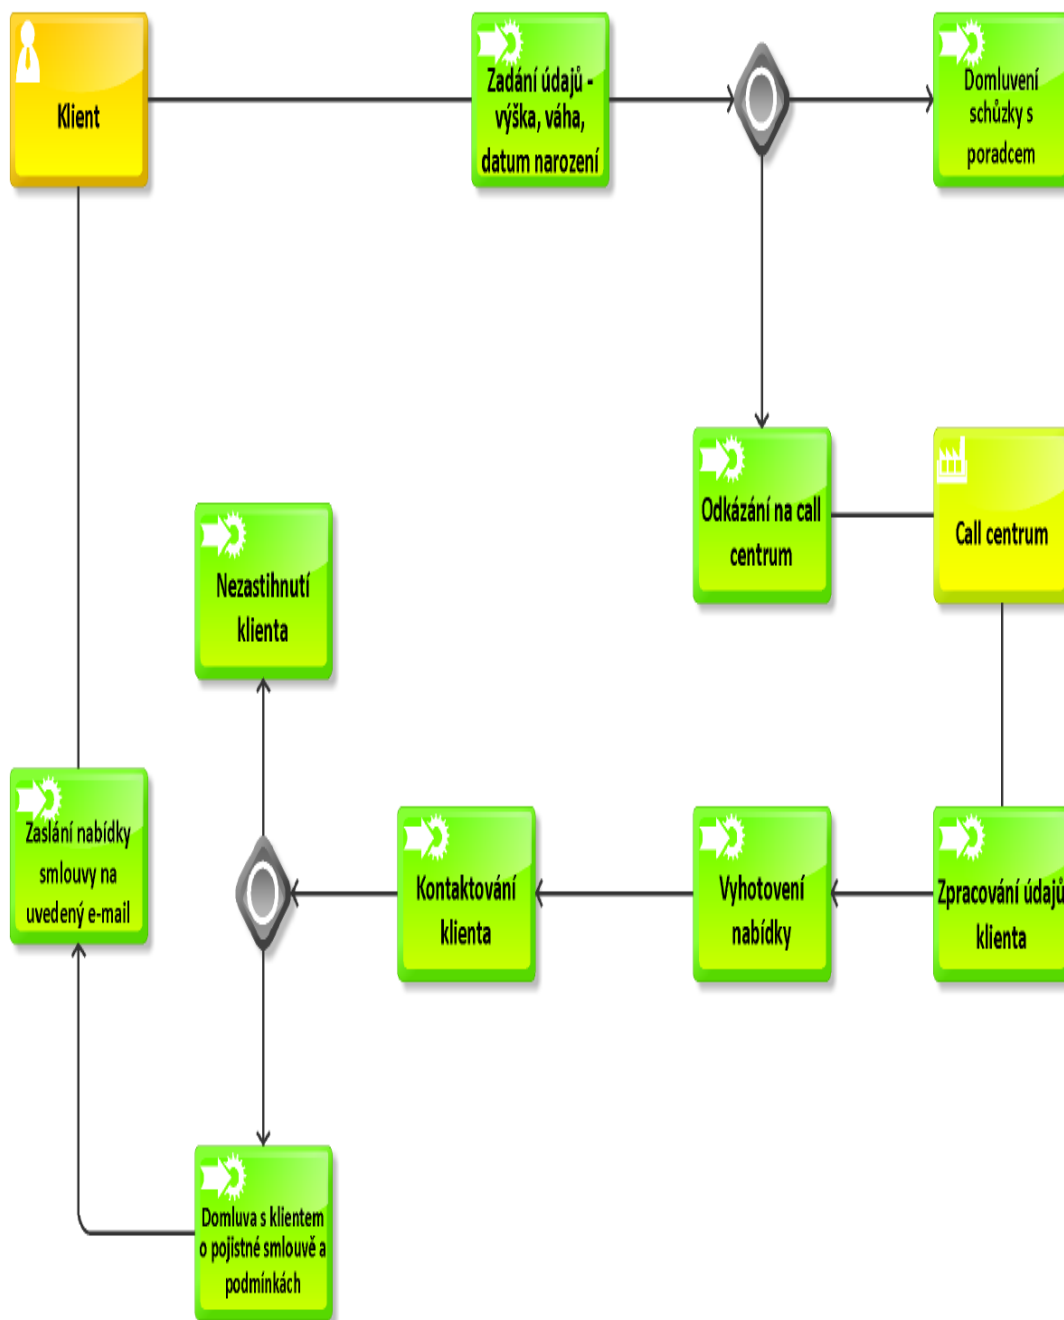 Klient
Zadání údajů -
výška, váha,
datum narození
Domluvení
schůzky s
poradcem
Odkázání na call
centrum
Call centrum
Nezastihnutí
klienta
Zaslání nabídky
smlouvy na
uvedený e-mail
Kontaktování
klienta
Vyhotovení
nabídky
Zpracování údajů
klienta
Domluva s klientem
o pojistné smlouvě a
podmínkách